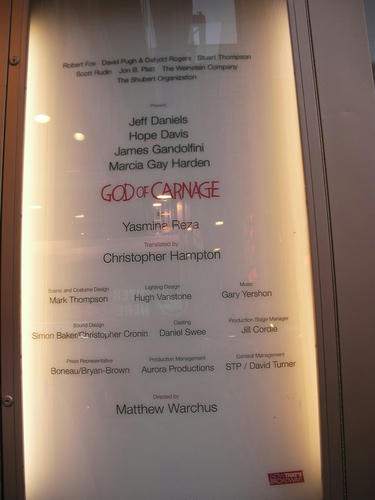 Robert Fox David Pugh & Dafydd Rogers Stuart Thompson
Scott Rudin Jon B. Platt The Weinstein Company
The Shubert Organization
Present
Jeff Daniels
Hope Davis
James Gandolfini
Marcia Gay Harden
GOD OF CARNAGE
Yasmina Reza
Translated by
Christopher Hampton
Scenic and Costume Design
Mark Thompson
Lighting Design
Hugh Vanstone
Music
Gary Yershon
Sound Design
Simon Baker/Christopher Cronin
Casting
Daniel Swee
Production Stage Manager
Jill Cordle
Press Representative
Boneau/Bryan-Brown
Production Management
Aurora Productions
General Management
STP / David Turner
Directed by
Matthew Warchus